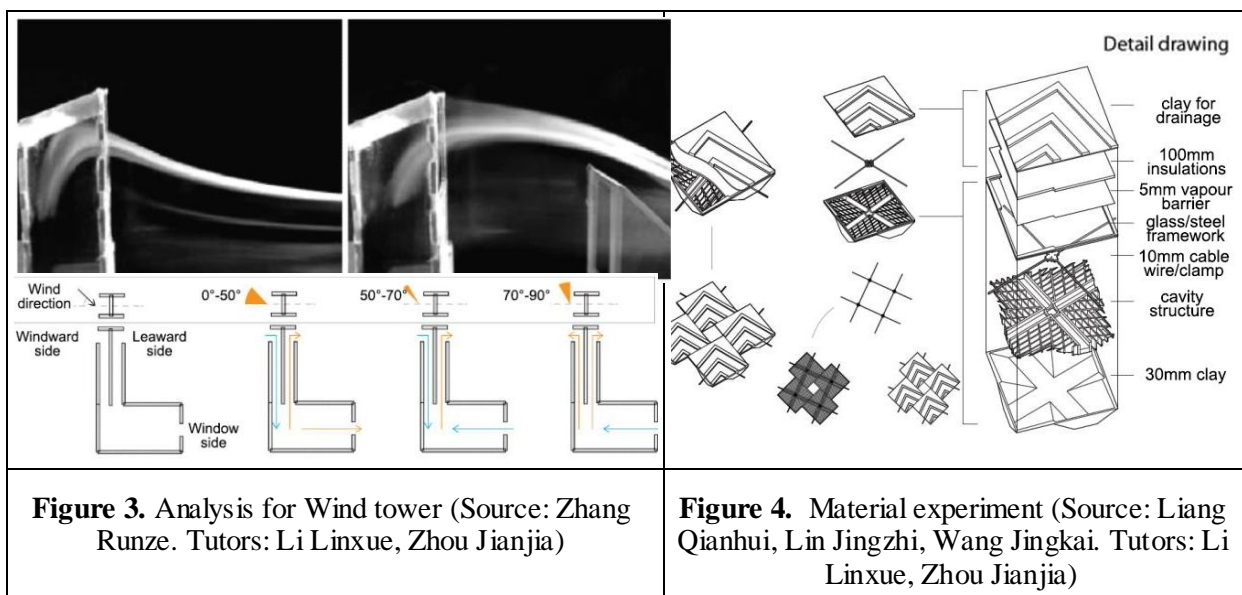 Wind
direction
0°-50°
50°-70°
70°-90°
Windward
side
Leaward
side
Window
side
Figure 3. Analysis for Wind tower (Source: Zhang
Runze. Tutors: Li Linxue, Zhou Jianjia)
Detail drawing
clay for
drainage
100mm
insulations
5mm vapour
barrier
glass/steel
framework
10mm cable
wire/clamp
cavity
structure
30mm clay
Figure 4. Material experiment (Source: Liang
Qianhui, Lin Jingzhi, Wang Jingkai. Tutors: Li
Linxue, Zhou Jianjia)